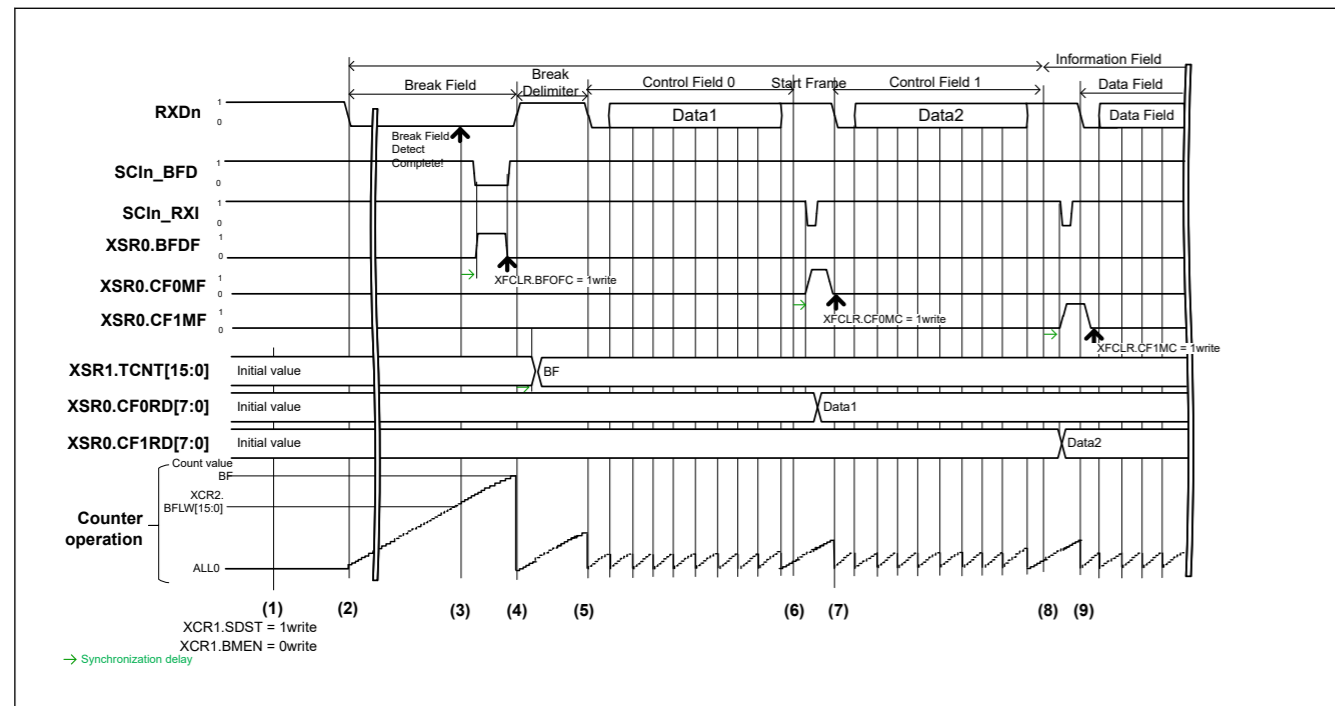 Information Field
Break Field
Break
Delimiter
Control Field 0
Start Frame
Control Field 1
Data Field
RXDn
1
0
Data1
Data2
Data Field
Break Field
Detect
Complete!
SCIn_BFD
1
0
SCIn_RXI
1
0
XSR0.BFDF
1
0
XFCLR.BFOFC = 1write
XSR0.CF0MF
1
0
XFCLR.CF0MC = 1write
XSR0.CF1MF
1
0
XFCLR.CF1MC = 1write
XSR1.TCNT[15:0]
Initial value
BF
XSR0.CF0RD[7:0]
Initial value
Data1
XSR0.CF1RD[7:0]
Initial value
Data2
Count value
BF
XCR2.
BFLW[15:0]
Counter
operation
ALL0
(1)
(2)
(3)
(4)
(5)
(6)
(7)
(8)
(9)
XCR1.SDST = 1write
XCR1.BMEN = 0write
Synchronization delay